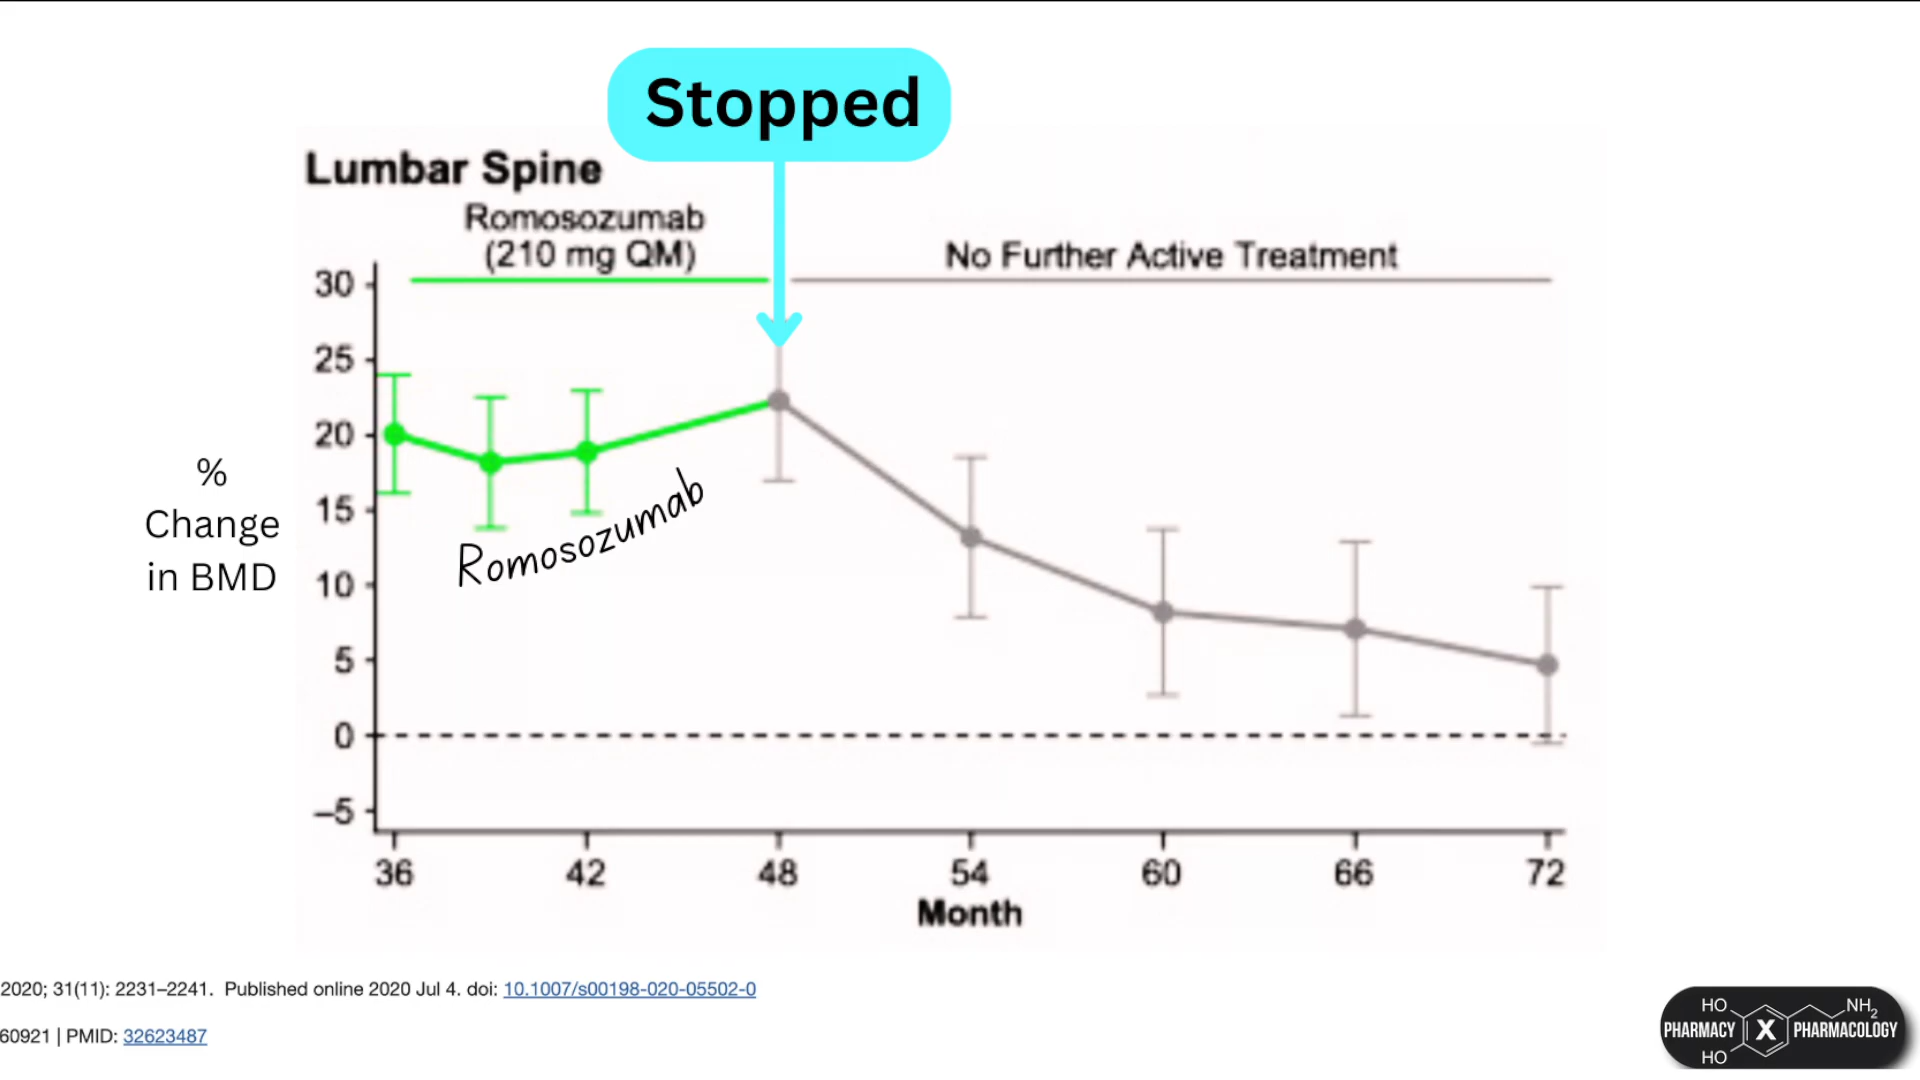 Stopped
Lumbar Spine
Romosozumab
(210 mg QM)
No Further Active Treatment
30
25
20
15
10
5
0
–5
%
Change
in BMD
Romosozumab
36
42
48
54
60
66
72
Month
2020; 31(11): 2231–2241. Published online 2020 Jul 4. doi: 10.1007/s00198-020-05502-0
60921 | PMID: 32623487
HO
NH2
PHARMACY X PHARMACOLOGY
HO